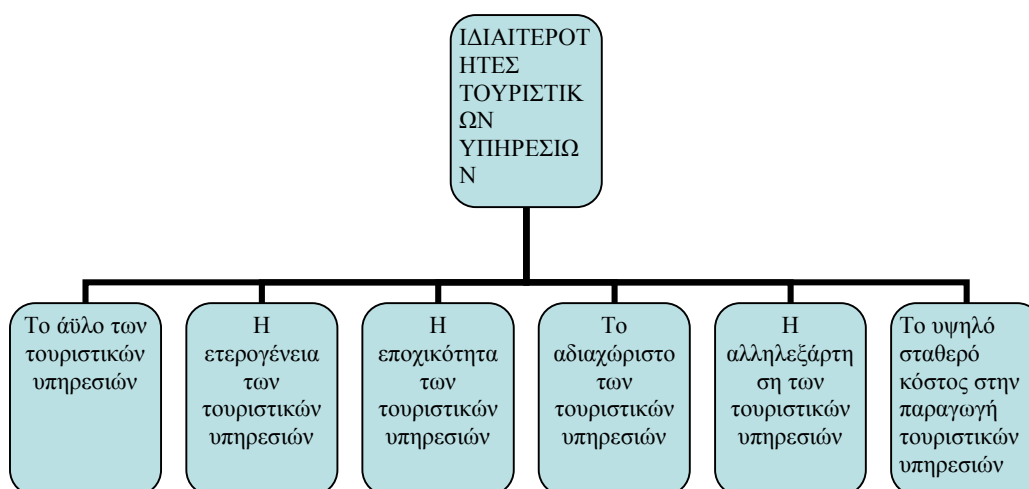 ΙΔΙΑΙΤΕΡΟΤ
ΗΤΕΣ
ΤΟΥΡΙΣΤΙΚ
ΩΝ
ΥΠΗΡΕΣΙΩ
Ν
Το άϋλο των
τουριστικών
υπηρεσιών
Η
ετερογένεια
των
τουριστικών
υπηρεσιών
Η
εποχικότητα
των
τουριστικών
υπηρεσιών
Το
αδιαχώριστο
των
τουριστικών
υπηρεσιών
Η
αλληλεξάρτη
ση των
τουριστικών
υπηρεσιών
Το υψηλό
σταθερό
κόστος στην
παραγωγή
τουριστικών
υπηρεσιών